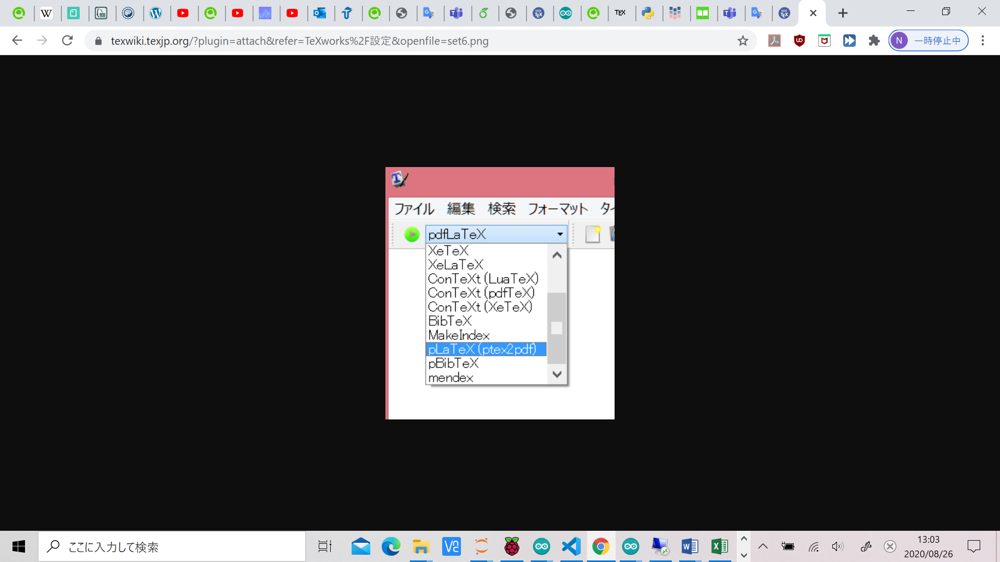 texwiki.texjp.org/?plugin=attach&refer=TeXworks%2F設定&openfile=set6.png
N 一時停止中
ファイル 編集 検索 フォーマット
pdfLaTeX
XeTeX
XeLaTeX
ConTeXt (LuaTeX)
ConTeXt (pdfTeX)
ConTeXt (XeTeX)
BibTeX
MakeIndex
pLaTeX (ptex2pdf)
pBibTeX
mendex
ここに入力して検索
13:03
2020/08/26